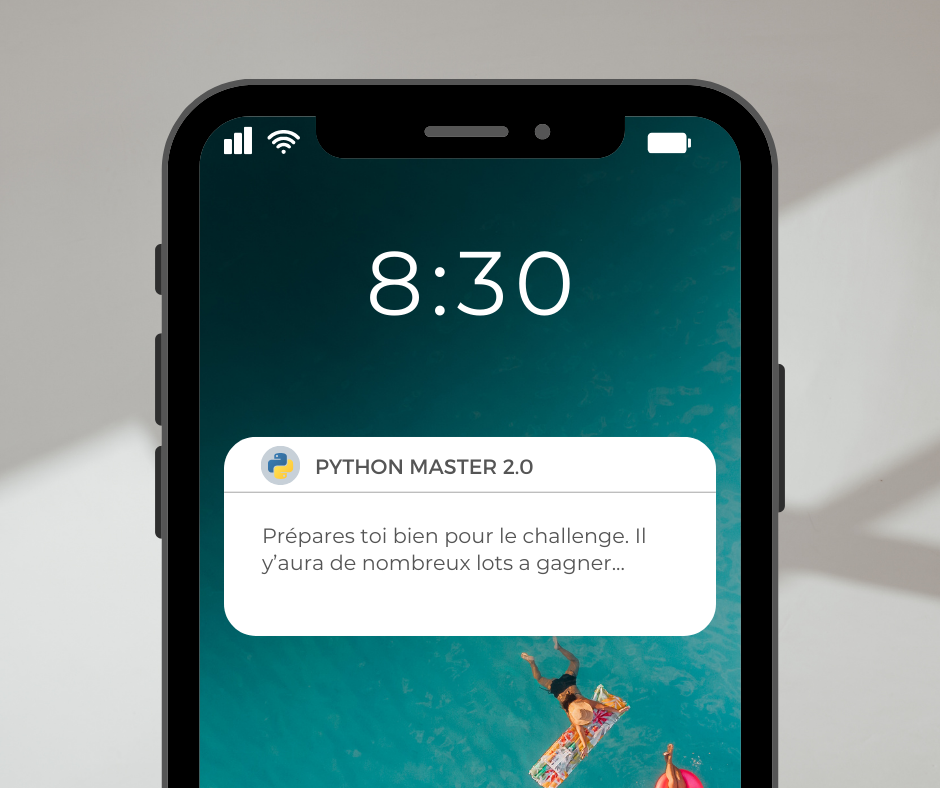 8:30
PYTHON MASTER 2.0
Prépares toi bien pour le challenge. Il
y’aura de nombreux lots a gagner...